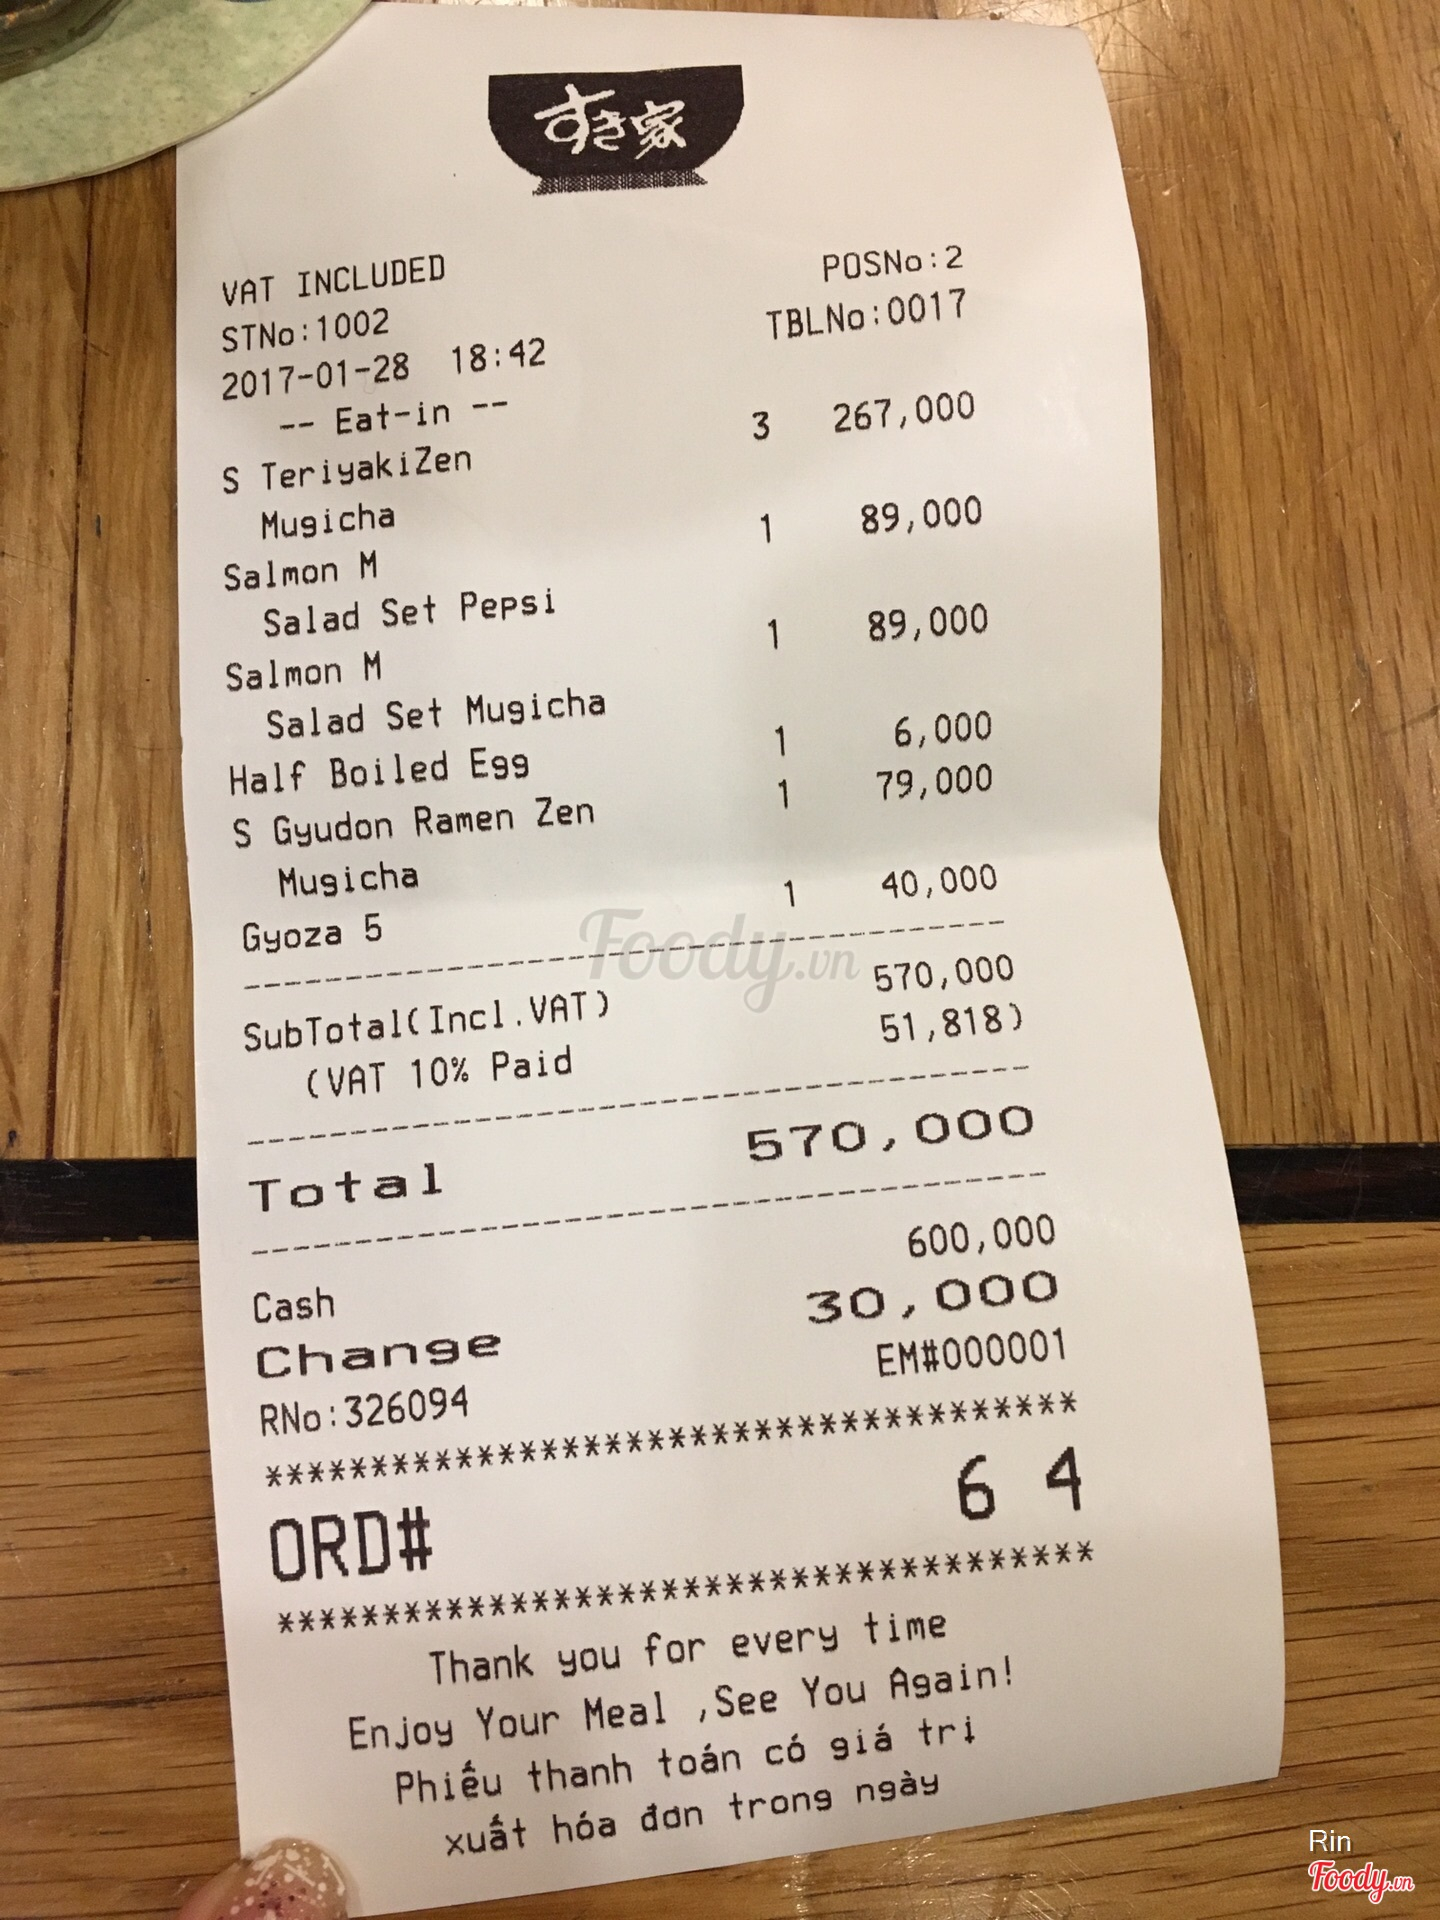 すき家
VAT INCLUDED
STNo:1002 POSNo:2
2017-01-28 18:42 TBLNo:0017
-- Eat-in --
S TeriyakiZen 3 267,000
Mugicha
Salmon M 1 89,000
Salad Set Pepsi
Salmon M 1 89,000
Salad Set Mugicha
Half Boiled Egg 1 6,000
S Gyudon Ramen Zen 1 79,000
Mugicha
Gyoza 5 1 40,000
SubTotal(Incl.VAT) 570,000
(VAT 10% Paid 51,818)
Total 570,000
Cash 600,000
Change 30,000
RNo:326094 EM#000001
************************************
ORD# 6 4
************************************
Thank you for every time
Enjoy Your Meal ,See You Again!
Phiếu thanh toán có giá trị
xuất hóa đơn trong ngày
Foody.vn
Rin
Foody.vn